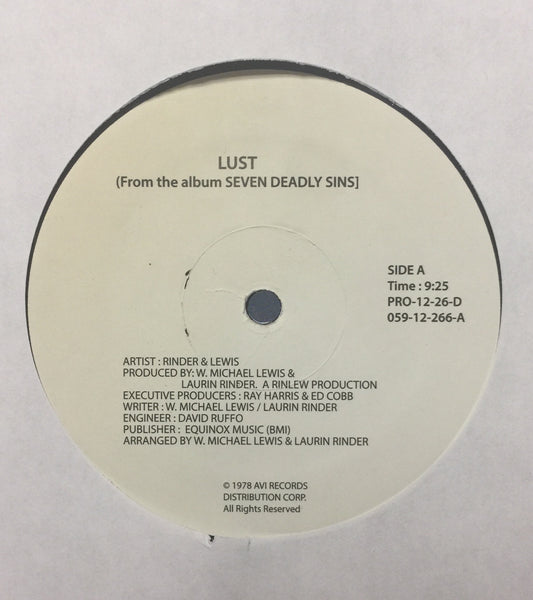 LUST
(From the album SEVEN DEADLY SINS]
SIDE A
Time : 9:25
PRO-12-26-D
059-12-266-A
ARTIST : RINDER & LEWIS
PRODUCED BY: W. MICHAEL LEWIS &
LAURIN RINDER. A RINLEW PRODUCTION
EXECUTIVE PRODUCERS : RAY HARRIS & ED COBB
WRITER : W. MICHAEL LEWIS / LAURIN RINDER
ENGINEER : DAVID RUFFO
PUBLISHER : EQUINOX MUSIC (BMI)
ARRANGED BY W. MICHAEL LEWIS & LAURIN RINDER
© 1978 AVI RECORDS
DISTRIBUTION CORP.
All Rights Reserved